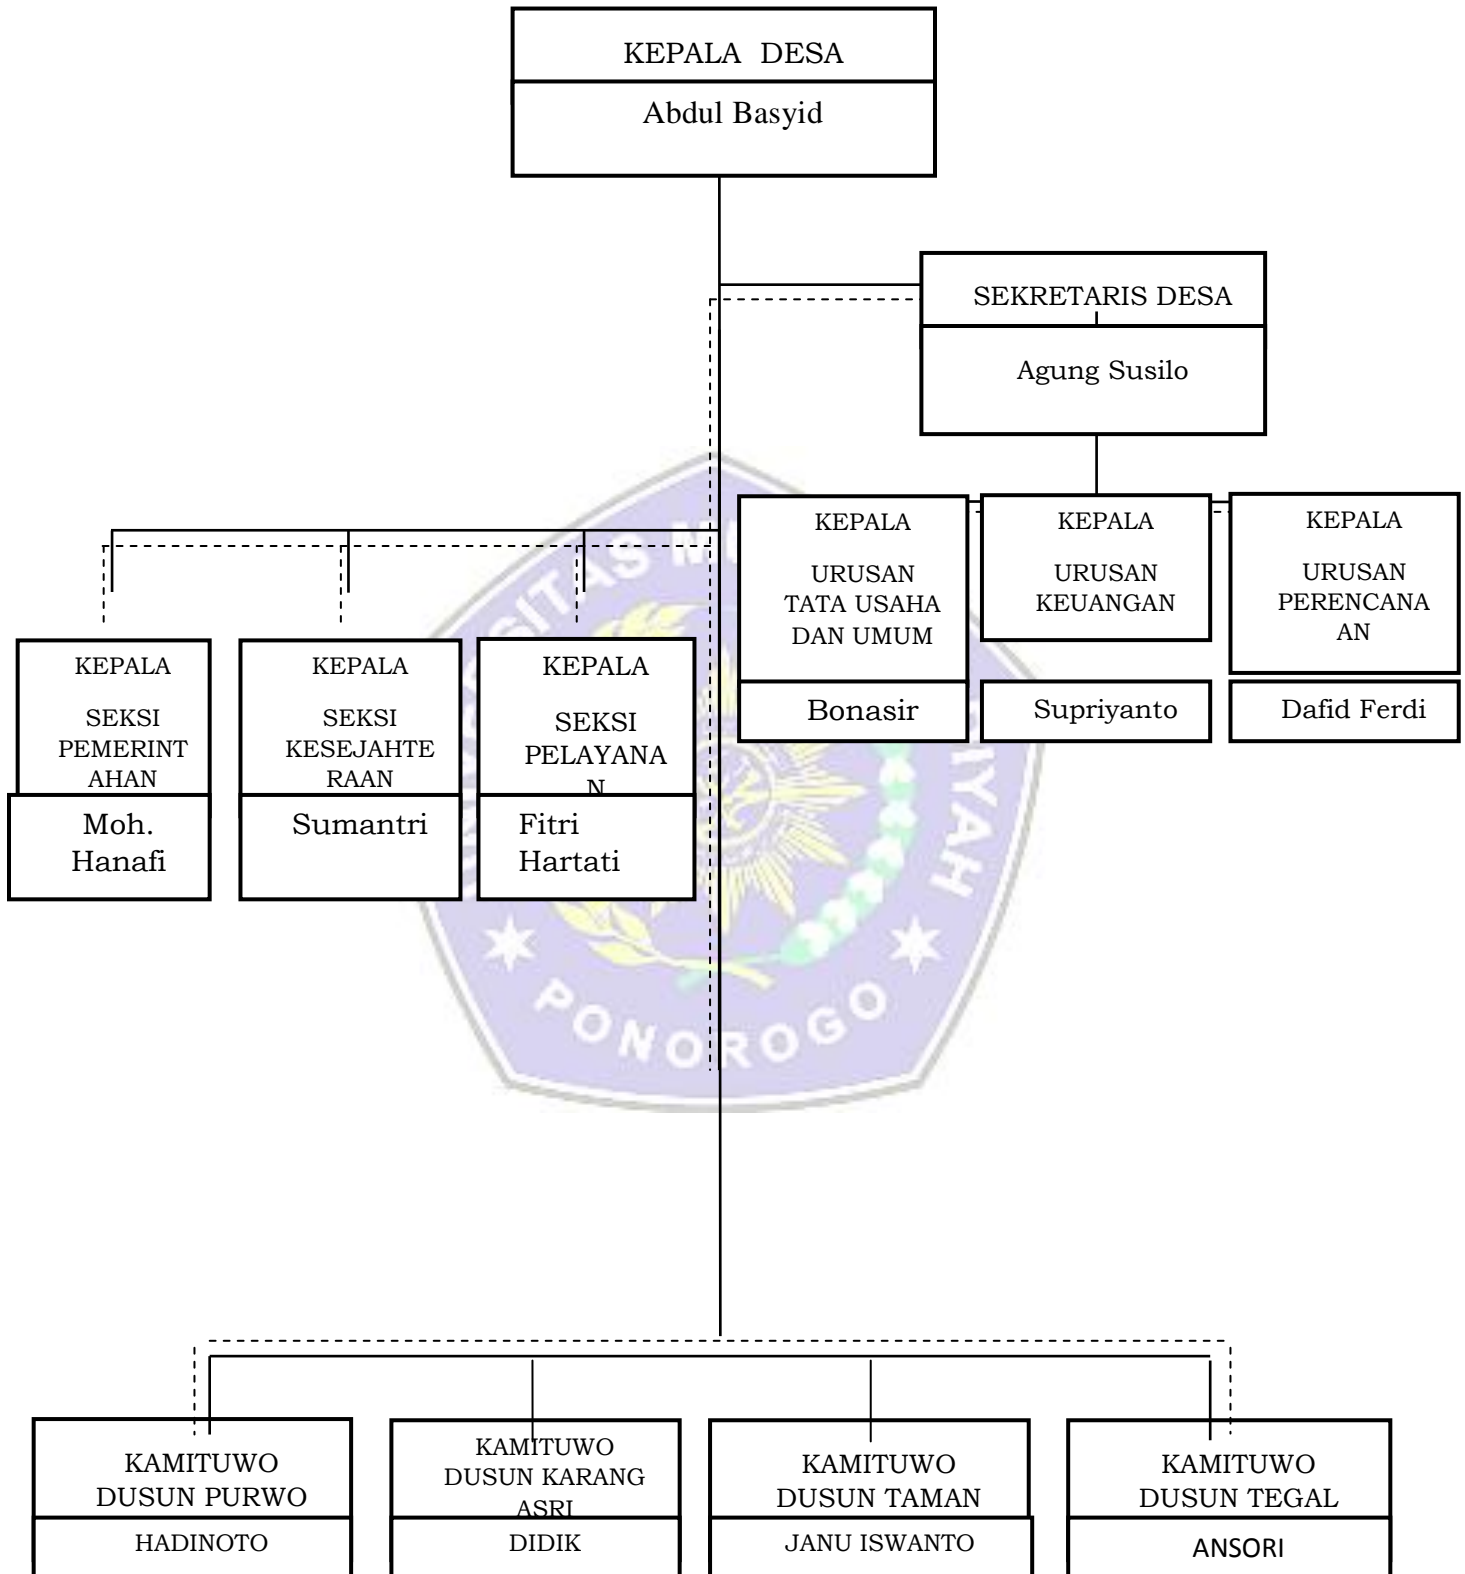 KEPALA DESA
Abdul Basyid
SEKRETARIS DESA
Agung Susilo
KEPALA
URUSAN
TATA USAHA
DAN UMUM
Bonasir
KEPALA
URUSAN
KEUANGAN
Supriyanto
KEPALA
URUSAN
PERENCANA
AN
Dafid Ferdi
KEPALA
SEKSI
PEMERINT
AHAN
Moh.
Hanafi
KEPALA
SEKSI
KESEJAHTE
RAAN
Sumantri
KEPALA
SEKSI
PELAYANA
N
Fitri
Hartati
PONOROGO
KAMITUWO
DUSUN PURWO
HADINOTO
KAMITUWO
DUSUN KARANG
ASRI
DIDIK
KAMITUWO
DUSUN TAMAN
JANU ISWANTO
KAMITUWO
DUSUN TEGAL
ANSORI